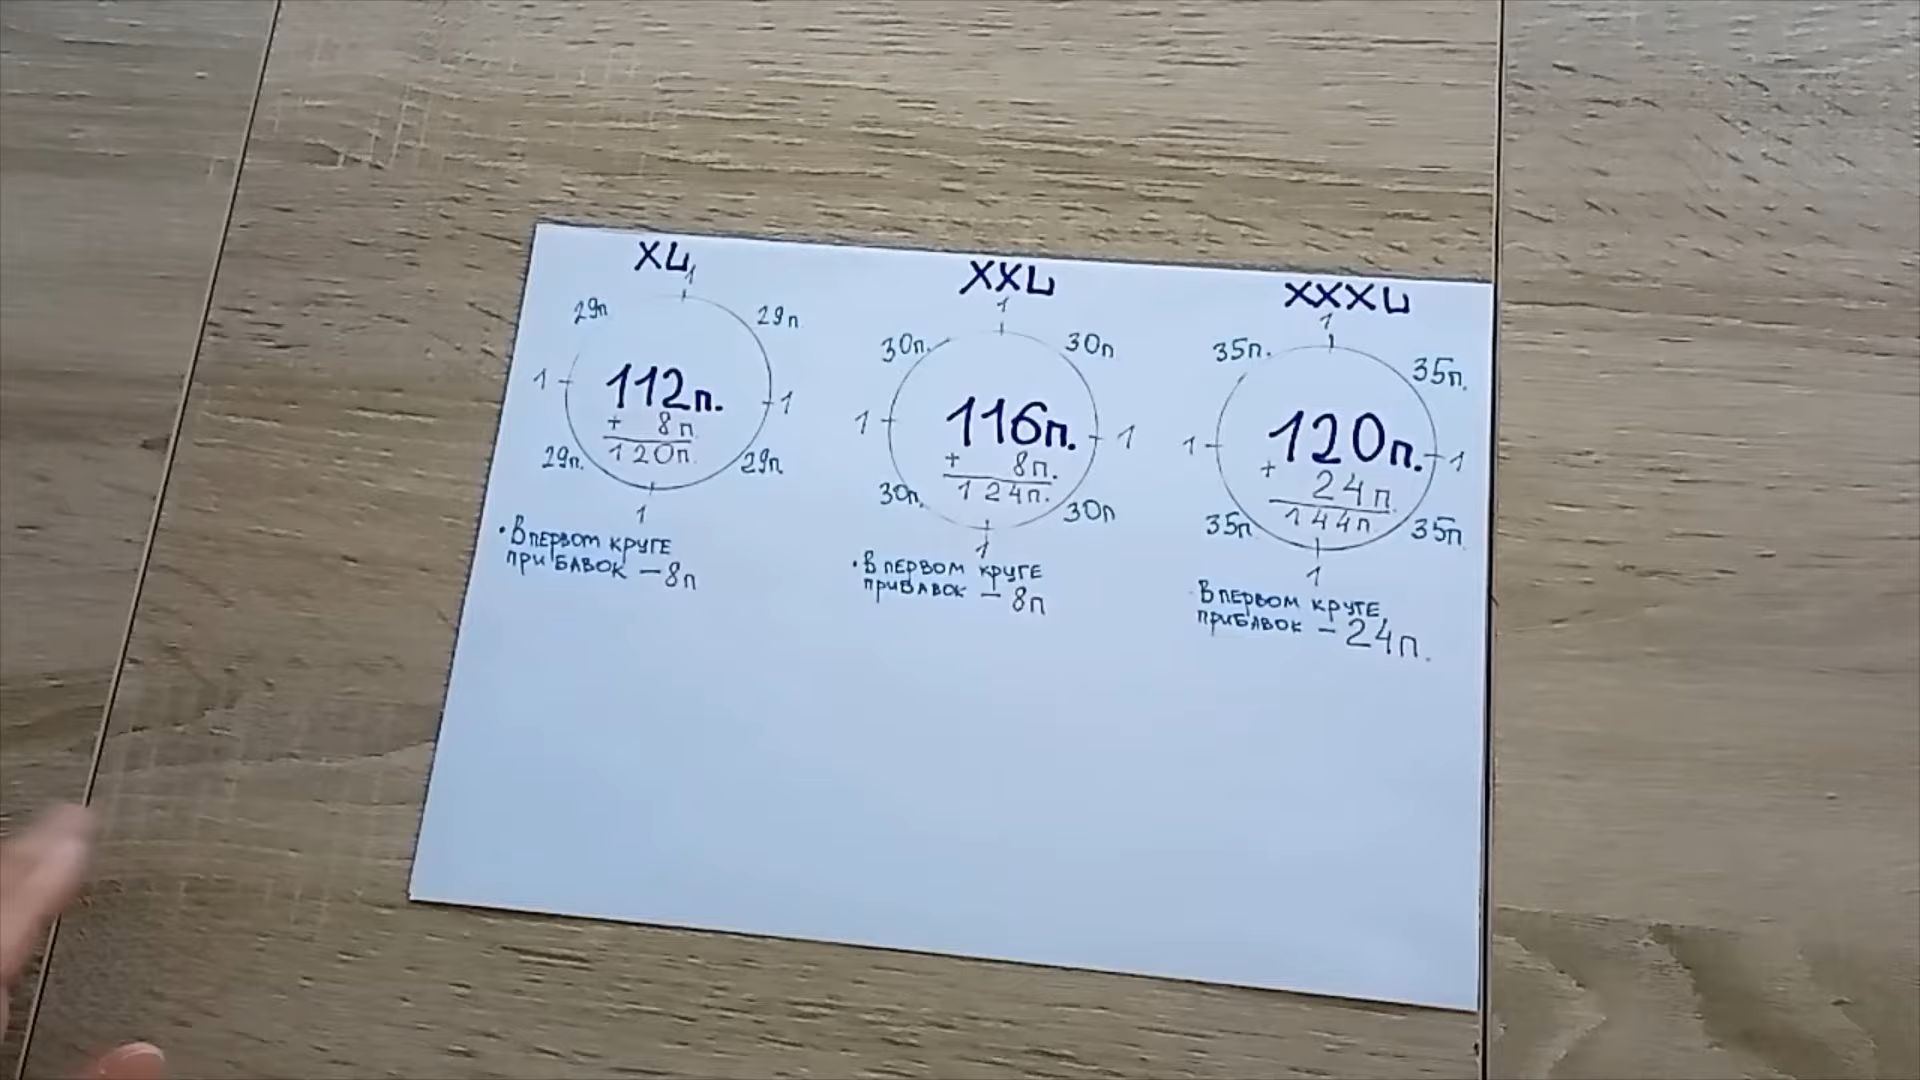 XL
1
29п
29п
1
112п.
+ 8п
120п.
1
29п.
29п.
1
• В первом круге
прибавок – 8п
XXL
1
30п.
30п
1
116п.
+ 8п.
124п.
1
30п.
30п
1
• В первом круге
прибавок – 8п
XXXL
1
35п.
35п.
1
120п.
+ 24п
144п.
1
35п.
35п.
1
В первом круге
прибавок – 24п.